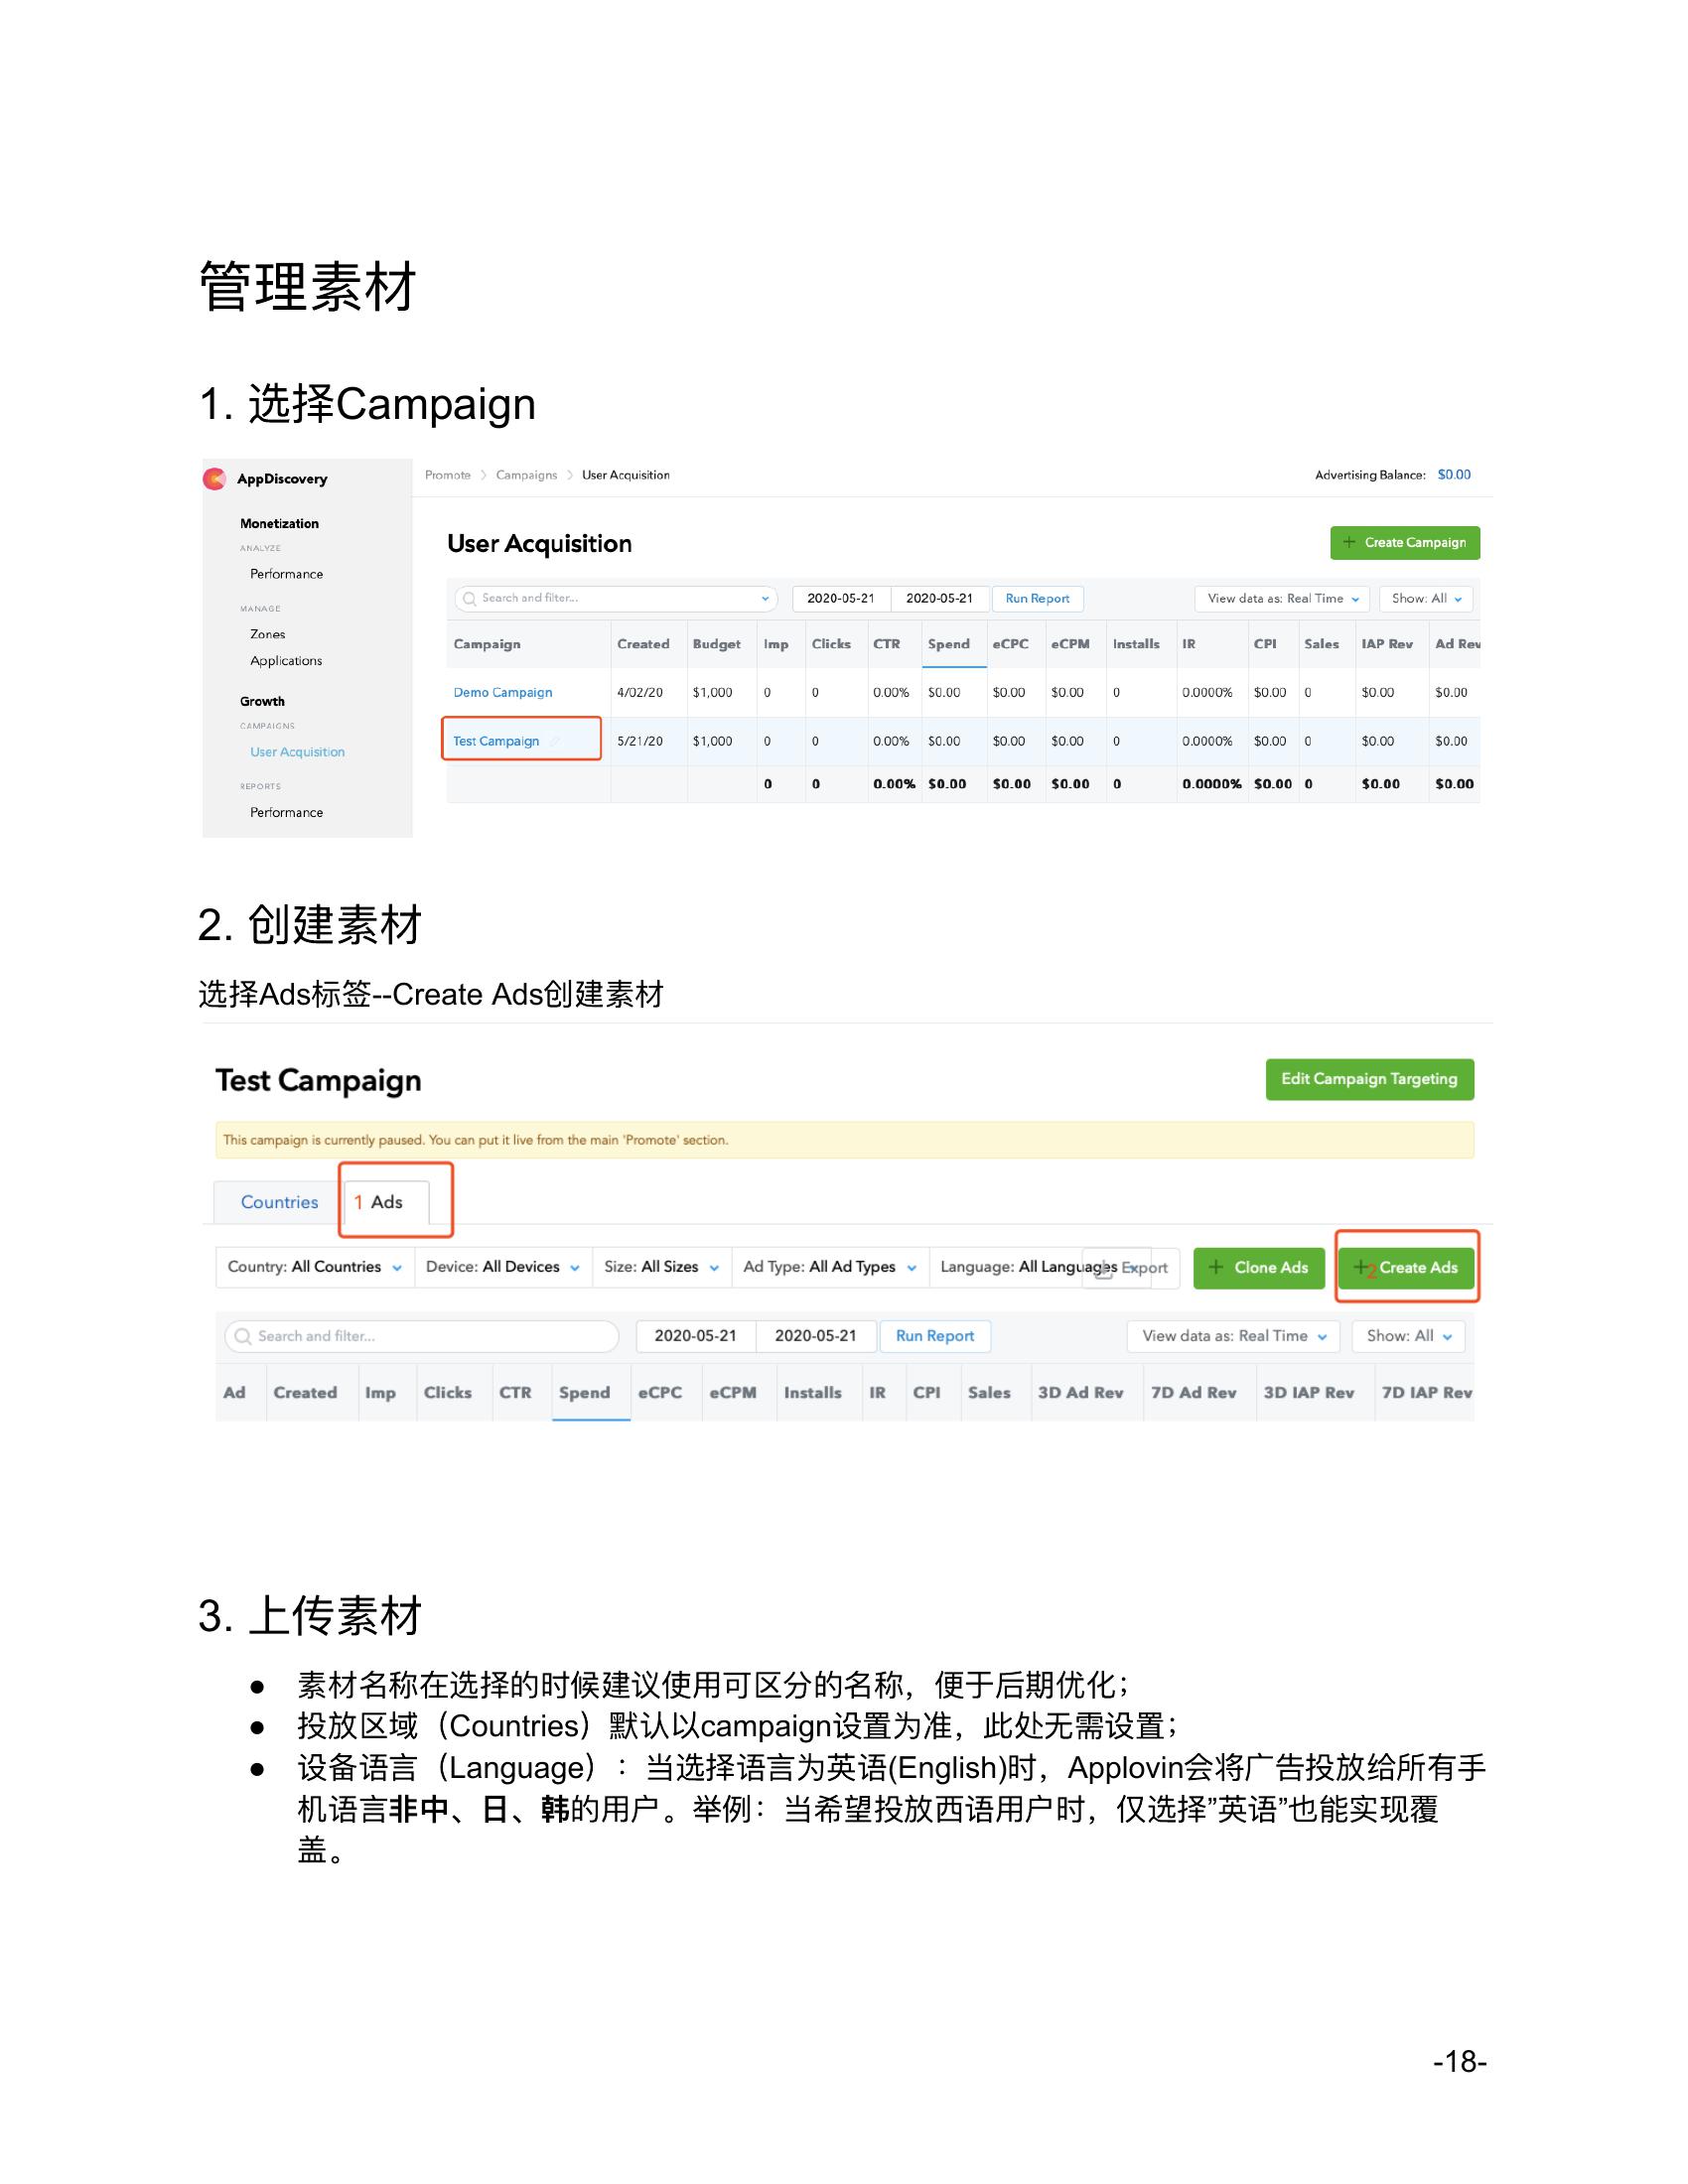 管理素材
1. 选择Campaign
AppDiscovery
Promote > Campaigns > User Acquisition
Advertising Balance: $0.00
Monetization
ANALYZE
Performance
MANAGE
Zones
Applications
Growth
CAMPAIGNS
User Acquisition
REPORTS
Performance
User Acquisition
+ Create Campaign
Search and filter... 2020-05-21 2020-05-21 Run Report View data as: Real Time Show: All
Campaign Created Budget Imp Clicks CTR Spend eCPC eCPM Installs IR CPI Sales IAP Rev Ad Rev
Demo Campaign 4/02/20 $1,000 0 0 0.00% $0.00 $0.00 $0.00 0 0.0000% $0.00 0 $0.00 $0.00
Test Campaign 5/21/20 $1,000 0 0 0.00% $0.00 $0.00 $0.00 0 0.0000% $0.00 0 $0.00 $0.00
0 0 0.00% $0.00 $0.00 $0.00 0 0.0000% $0.00 0 $0.00 $0.00
2. 创建素材
选择Ads标签--Create Ads创建素材
Test Campaign
Edit Campaign Targeting
This campaign is currently paused. You can put it live from the main 'Promote' section.
Countries 1 Ads
Country: All Countries Device: All Devices Size: All Sizes Ad Type: All Ad Types Language: All Languages Export + Clone Ads +2 Create Ads
Search and filter... 2020-05-21 2020-05-21 Run Report View data as: Real Time Show: All
Ad Created Imp Clicks CTR Spend eCPC eCPM Installs IR CPI Sales 3D Ad Rev 7D Ad Rev 3D IAP Rev 7D IAP Rev
3. 上传素材
● 素材名称在选择的时候建议使用可区分的名称，便于后期优化；
● 投放区域（Countries）默认以campaign设置为准，此处无需设置；
● 设备语言（Language）：当选择语言为英语(English)时，Applovin会将广告投放给所有手
机语言非中、日、韩的用户。举例：当希望投放西语用户时，仅选择”英语”也能实现覆
盖。
-18-